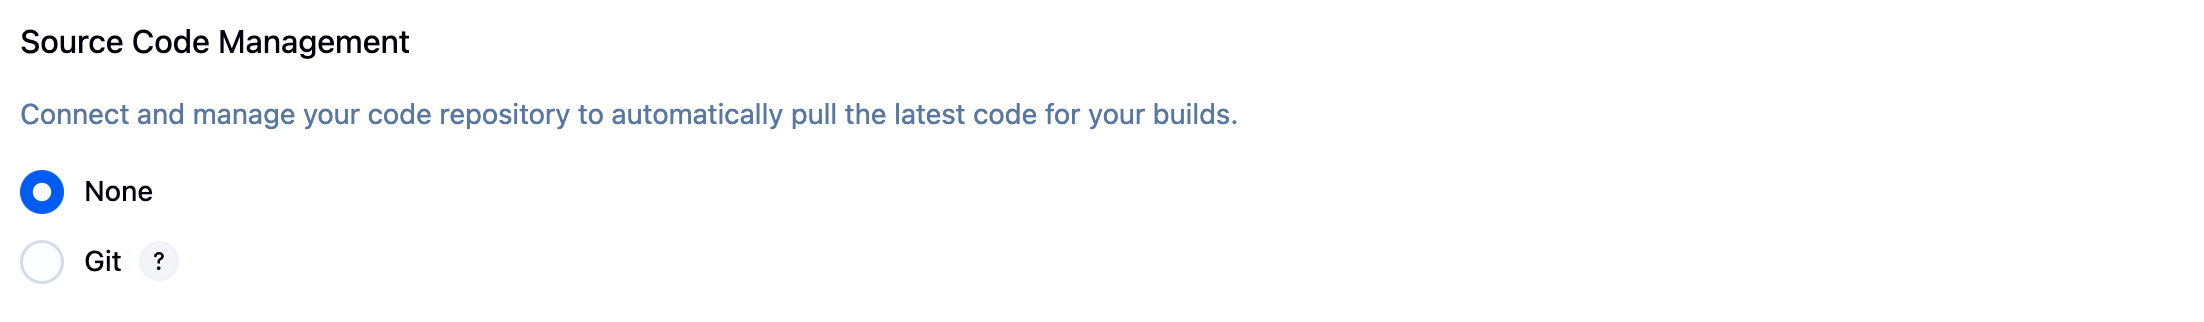 Source Code Management
Connect and manage your code repository to automatically pull the latest code for your builds.
None
Git ?